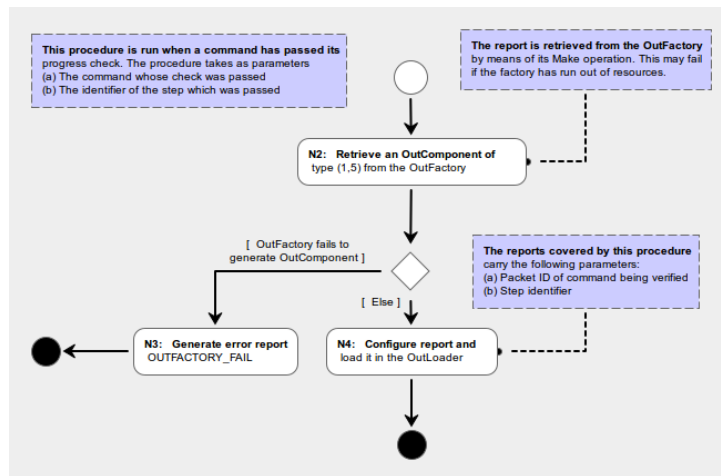 This procedure is run when a command has passed its
progress check. The procedure takes as parameters
(a) The command whose check was passed
(b) The identifier of the step which was passed
The report is retrieved from the OutFactory
by means of its Make operation. This may fail
if the factory has run out of resources.
N2: Retrieve an OutComponent of
type (1,5) from the OutFactory
[ OutFactory fails to
generate OutComponent ]
The reports covered by this procedure
carry the following parameters:
(a) Packet ID of command being verified
(b) Step identifier
[ Else ]
N3: Generate error report
OUTFACTORY_FAIL
N4: Configure report and
load it in the OutLoader